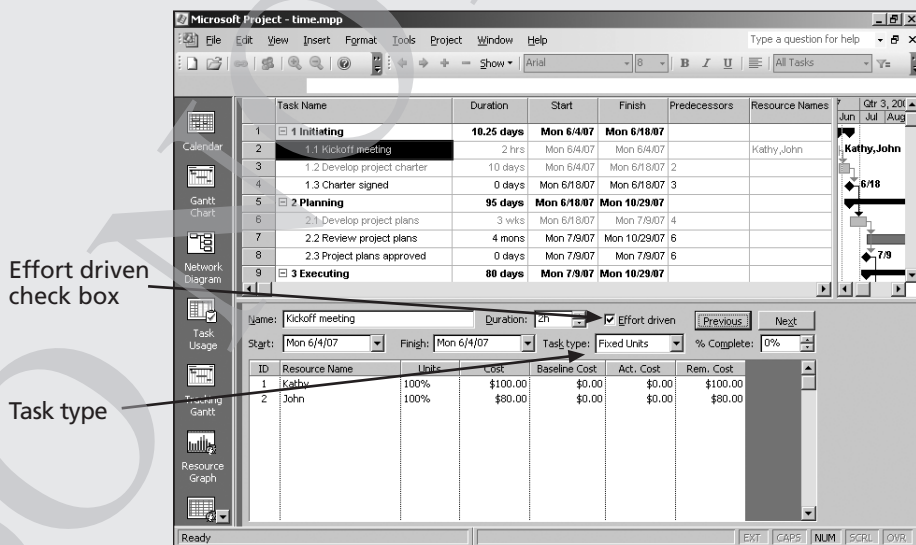 Microsoft Project - time.mpp
File Edit View Insert Format Tools Project Window Help Type a question for help
Show Arial 8 B I U All Tasks
Task Name Duration Start Finish Predecessors Resource Names Qtr 3, 200
Jun Jul Aug
1 1 Initiating 10.25 days Mon 6/4/07 Mon 6/18/07
2 1.1 Kickoff meeting 2 hrs Mon 6/4/07 Mon 6/4/07 Kathy,John Kathy,John
3 1.2 Develop project charter 10 days Mon 6/4/07 Mon 6/18/07 2
4 1.3 Charter signed 0 days Mon 6/18/07 Mon 6/18/07 3 6/18
5 2 Planning 95 days Mon 6/18/07 Mon 10/29/07
6 2.1 Develop project plans 3 wks Mon 6/18/07 Mon 7/9/07 4
7 2.2 Review project plans 4 mons Mon 7/9/07 Mon 10/29/07 6
8 2.3 Project plans approved 0 days Mon 7/9/07 Mon 7/9/07 6 7/9
9 3 Executing 80 days Mon 7/9/07 Mon 10/29/07
Calendar
Gantt
Chart
Network
Diagram
Task
Usage
Tracking
Gantt
Resource
Graph
Effort driven
check box
Task type
Name: Kickoff meeting Duration: 2h Effort driven Previous Next
Start: Mon 6/4/07 Finish: Mon 6/4/07 Task type: Fixed Units % Complete: 0%
ID Resource Name Units Cost Baseline Cost Act. Cost Rem. Cost
1 Kathy 100% $100.00 $0.00 $0.00 $100.00
2 John 100% $80.00 $0.00 $0.00 $80.00
Ready EXT CAPS NUM SCRL OVR